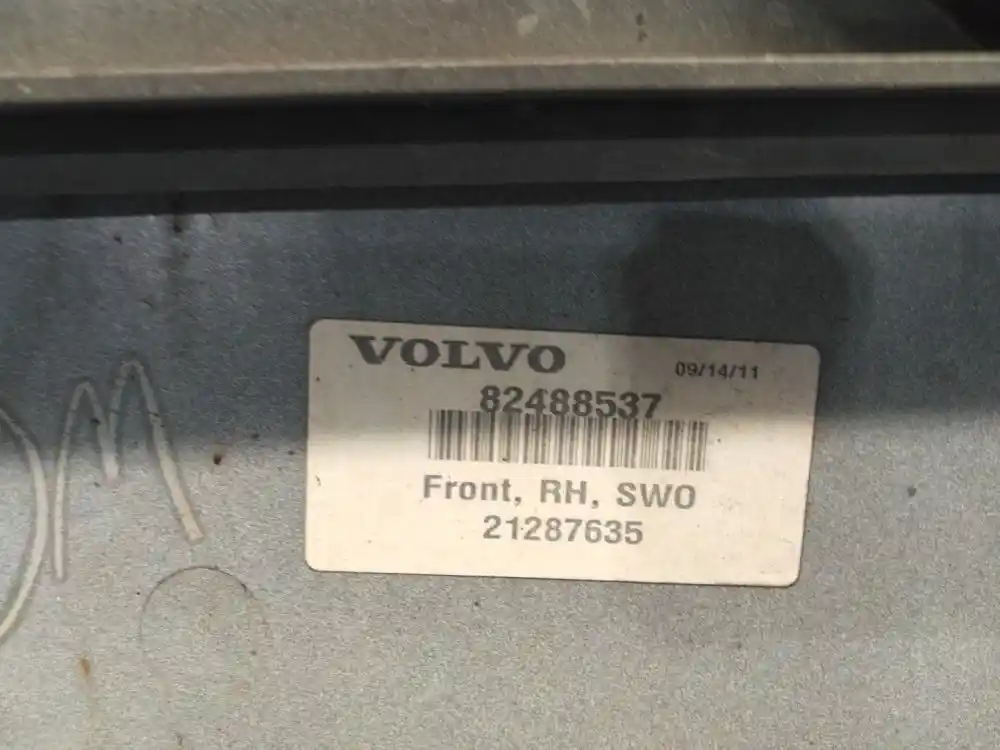 VOLVO
09/14/11
82488537
Front, RH, SWO
21287635